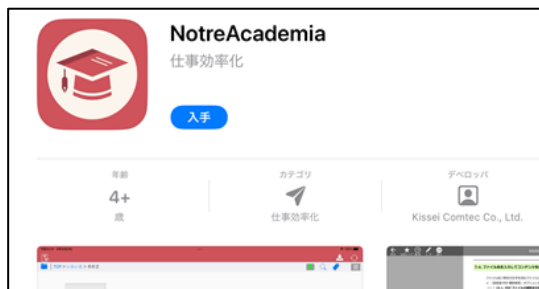 NotreAcademia
仕事効率化
入手
年齢
カテゴリ
デベロッパ
4+
歳
仕事効率化
Kissei Comtec Co., Ltd.